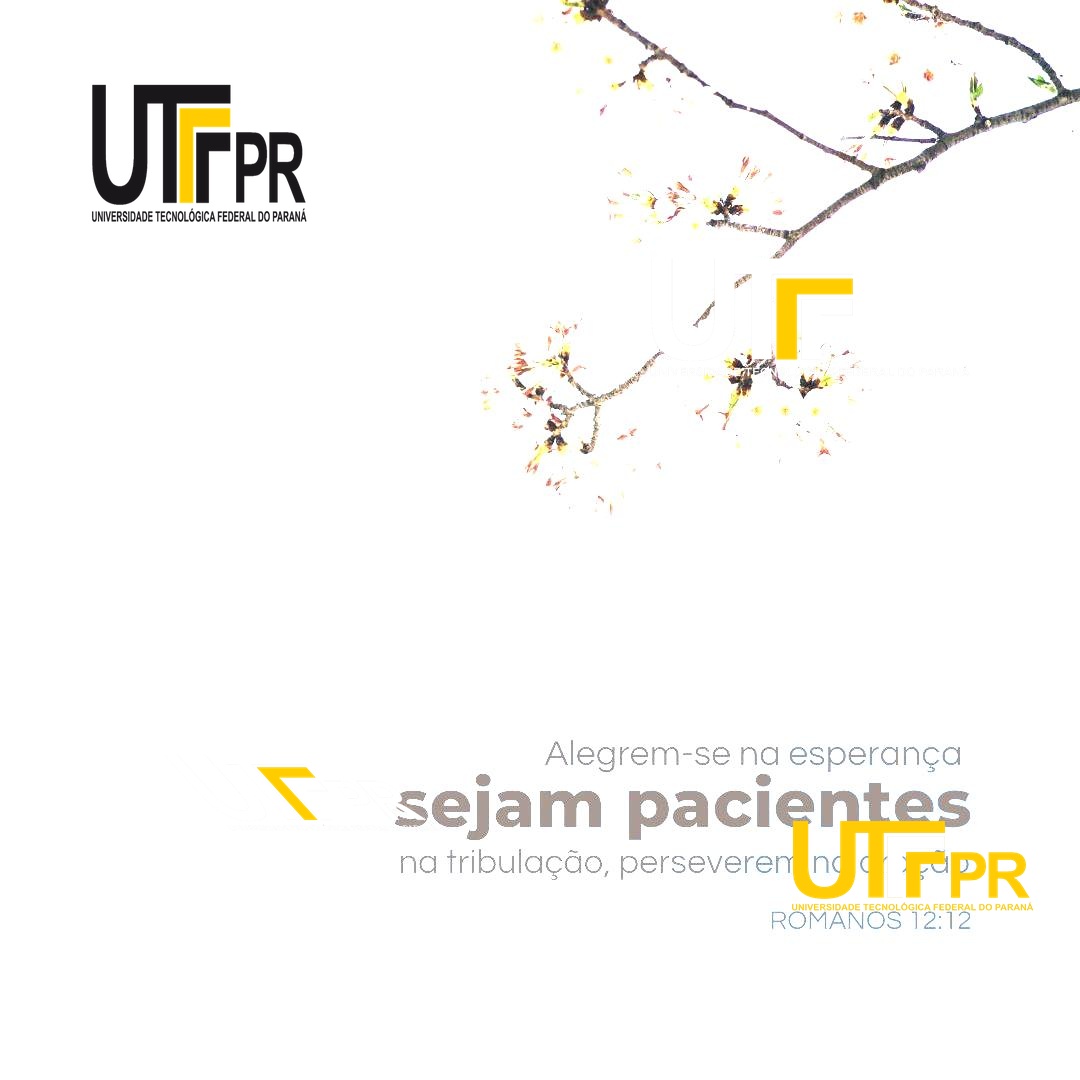 UTFPR
UNIVERSIDADE TECNOLÓGICA FEDERAL DO PARANÁ
Alegrem-se na esperança
sejam pacientes
na tribulação, perseverem na
UTFPR
UNIVERSIDADE TECNOLÓGICA FEDERAL DO PARANÁ
ROMANOS 12:12